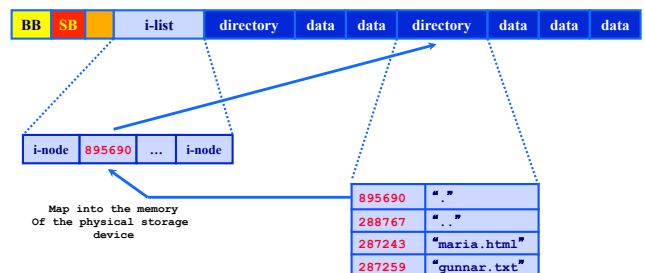 BB SB i-list directory data data directory data data data
i-node 895690 ... i-node
Map into the memory
Of the physical storage
device
895690 "."
288767 ".."
287243 "maria.html"
287259 "gunnar.txt"